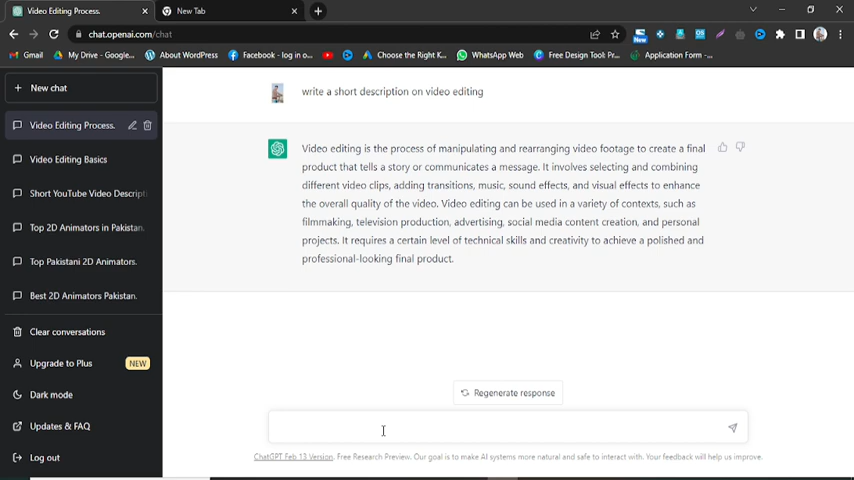 Video Editing Process.
New Tab
chat.openai.com/chat
New
Gmail
My Drive - Google...
About WordPress
Facebook - log in o...
Choose the Right K...
WhatsApp Web
Free Design Tool: Pr...
Application Form -...
New chat
Video Editing Process.
Video Editing Basics
Short YouTube Video Descript
Top 2D Animators in Pakistan.
Top Pakistani 2D Animators.
Best 2D Animators Pakistan.
Clear conversations
Upgrade to Plus NEW
Dark mode
Updates & FAQ
Log out
write a short description on video editing
Video editing is the process of manipulating and rearranging video footage to create a final
product that tells a story or communicates a message. It involves selecting and combining
different video clips, adding transitions, music, sound effects, and visual effects to enhance
the overall quality of the video. Video editing can be used in a variety of contexts, such as
filmmaking, television production, advertising, social media content creation, and personal
projects. It requires a certain level of technical skills and creativity to achieve a polished and
professional-looking final product.
Regenerate response
ChatGPT Feb 13 Version. Free Research Preview. Our goal is to make AI systems more natural and safe to interact with. Your feedback will help us improve.